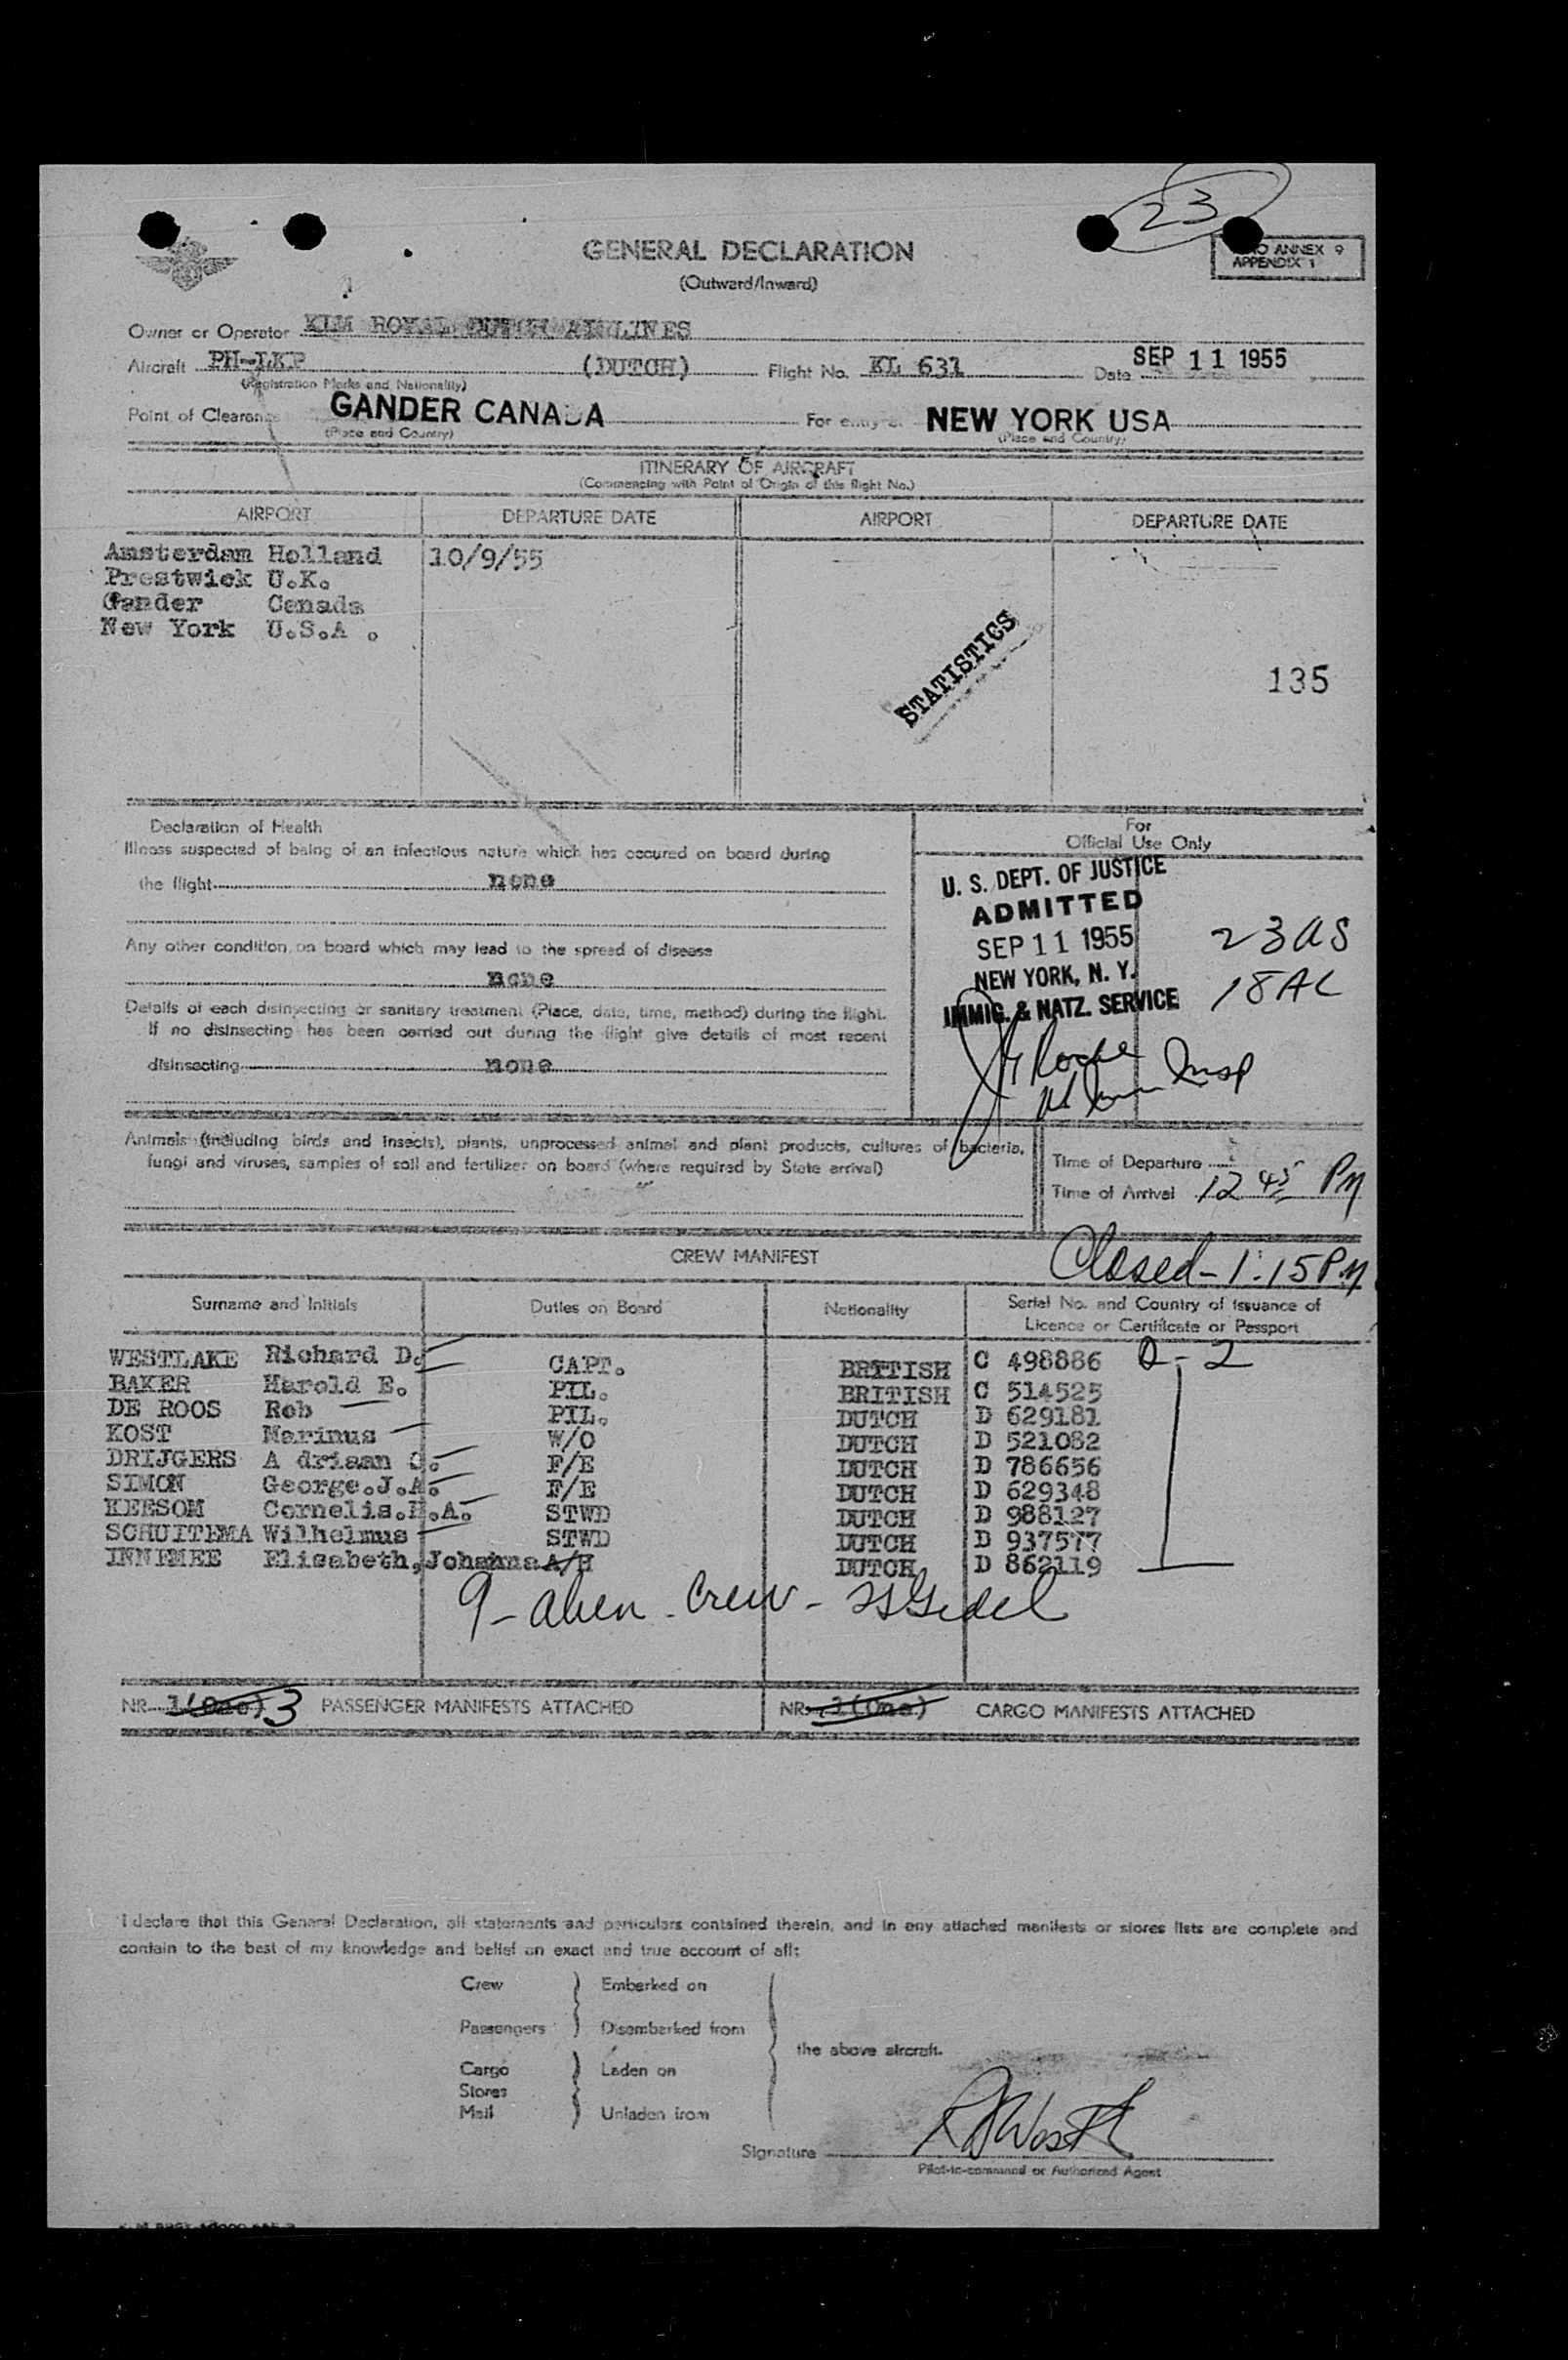 23
GENERAL DECLARATION
(Outward/Inward)
ANNEX 9
APPENDIX 1
Owner or Operator KLM ROYAL DUTCH AIRLINES
Aircraft PH-LKP (DUTCH) Flight No. KL 631 Date SEP 11 1955
(Registration Marks and Nationality)
Point of Clearance GANDER CANADA For entry at NEW YORK USA
(Place and Country) (Place and Country)
ITINERARY OF AIRCRAFT
(Commencing with Point of Origin of this flight No.)
AIRPORT DEPARTURE DATE AIRPORT DEPARTURE DATE
Amsterdam Holland 10/9/55
Prestwick U.K.
Gander Canada
New York U.S.A .
STATISTICS
135
Declaration of Health
Illness suspected of being of an infectious nature which has occured on board during
the flight none
Any other condition on board which may lead to the spread of disease
none
Details of each disinsecting or sanitary treatment (Place, date, time, method) during the flight.
If no disinsecting has been carried out during the flight give details of most recent
disinsecting none
For
Official Use Only
U. S. DEPT. OF JUSTICE
ADMITTED
SEP 11 1955
NEW YORK, N. Y.
IMMIG. & NATZ. SERVICE
23 US
18 AL
Insp
Animals (including birds and insects), plants, unprocessed animal and plant products, cultures of bacteria,
fungi and viruses, samples of soil and fertilizer on board (where required by State arrival)
Time of Departure
Time of Arrival 12 45 PM
Closed - 1:15 PM
CREW MANIFEST
Surname and Initials Duties on Board Nationality Serial No. and Country of Issuance of
Licence or Certificate or Passport
WESTLAKE Richard D. CAPT. BRITISH C 498886 D-2
BAKER Harold E. PIL. BRITISH C 514525
DE ROOS Rob PIL. DUTCH D 629181
KOST Marinus W/O DUTCH D 521082
DRIJGERS A driaan C. F/E DUTCH D 786656
SIMON George.J.A. F/E DUTCH D 629348
KEESOM Cornelis.H.A. STWD DUTCH D 988127
SCHUITEMA Wilhelmus STWD DUTCH D 937577
INNEMEE Elisabeth,Johanna A/H DUTCH D 862119
9 - alien - Crew -
NR 1(One) 3 PASSENGER MANIFESTS ATTACHED NR 1(One) CARGO MANIFESTS ATTACHED
I declare that this General Declaration, all statements and particulars contained therein, and in any attached manifests or stores lists are complete and
contain to the best of my knowledge and belief an exact and true account of all:
Crew Embarked on
Passengers Disembarked from
the above aircraft.
Cargo Laden on
Stores
Mail Unladen from
Signature
Pilot-in-command or Authorized Agent